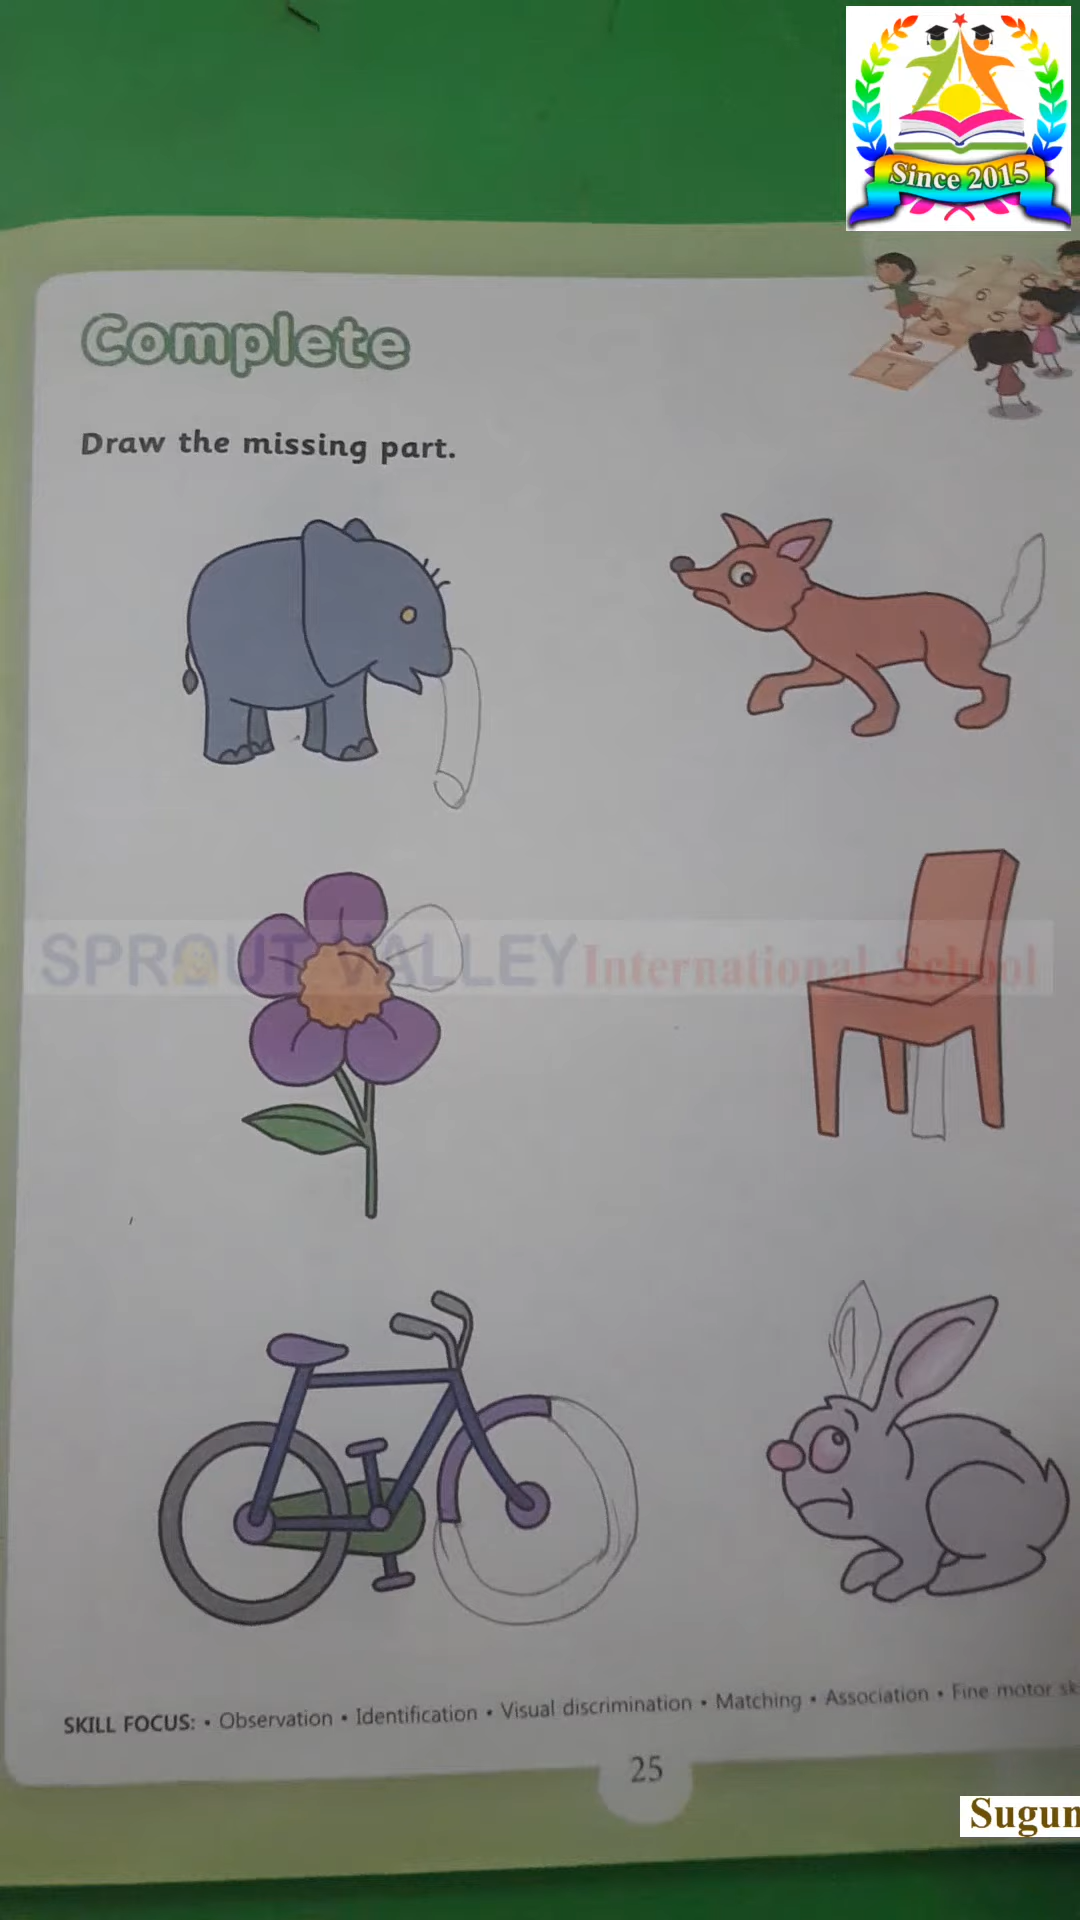 Since 2015
Complete
Draw the missing part.
SPROUT VALLEY International School
SKILL FOCUS: • Observation • Identification • Visual discrimination • Matching • Association • Fine motor sk
25
Sugun